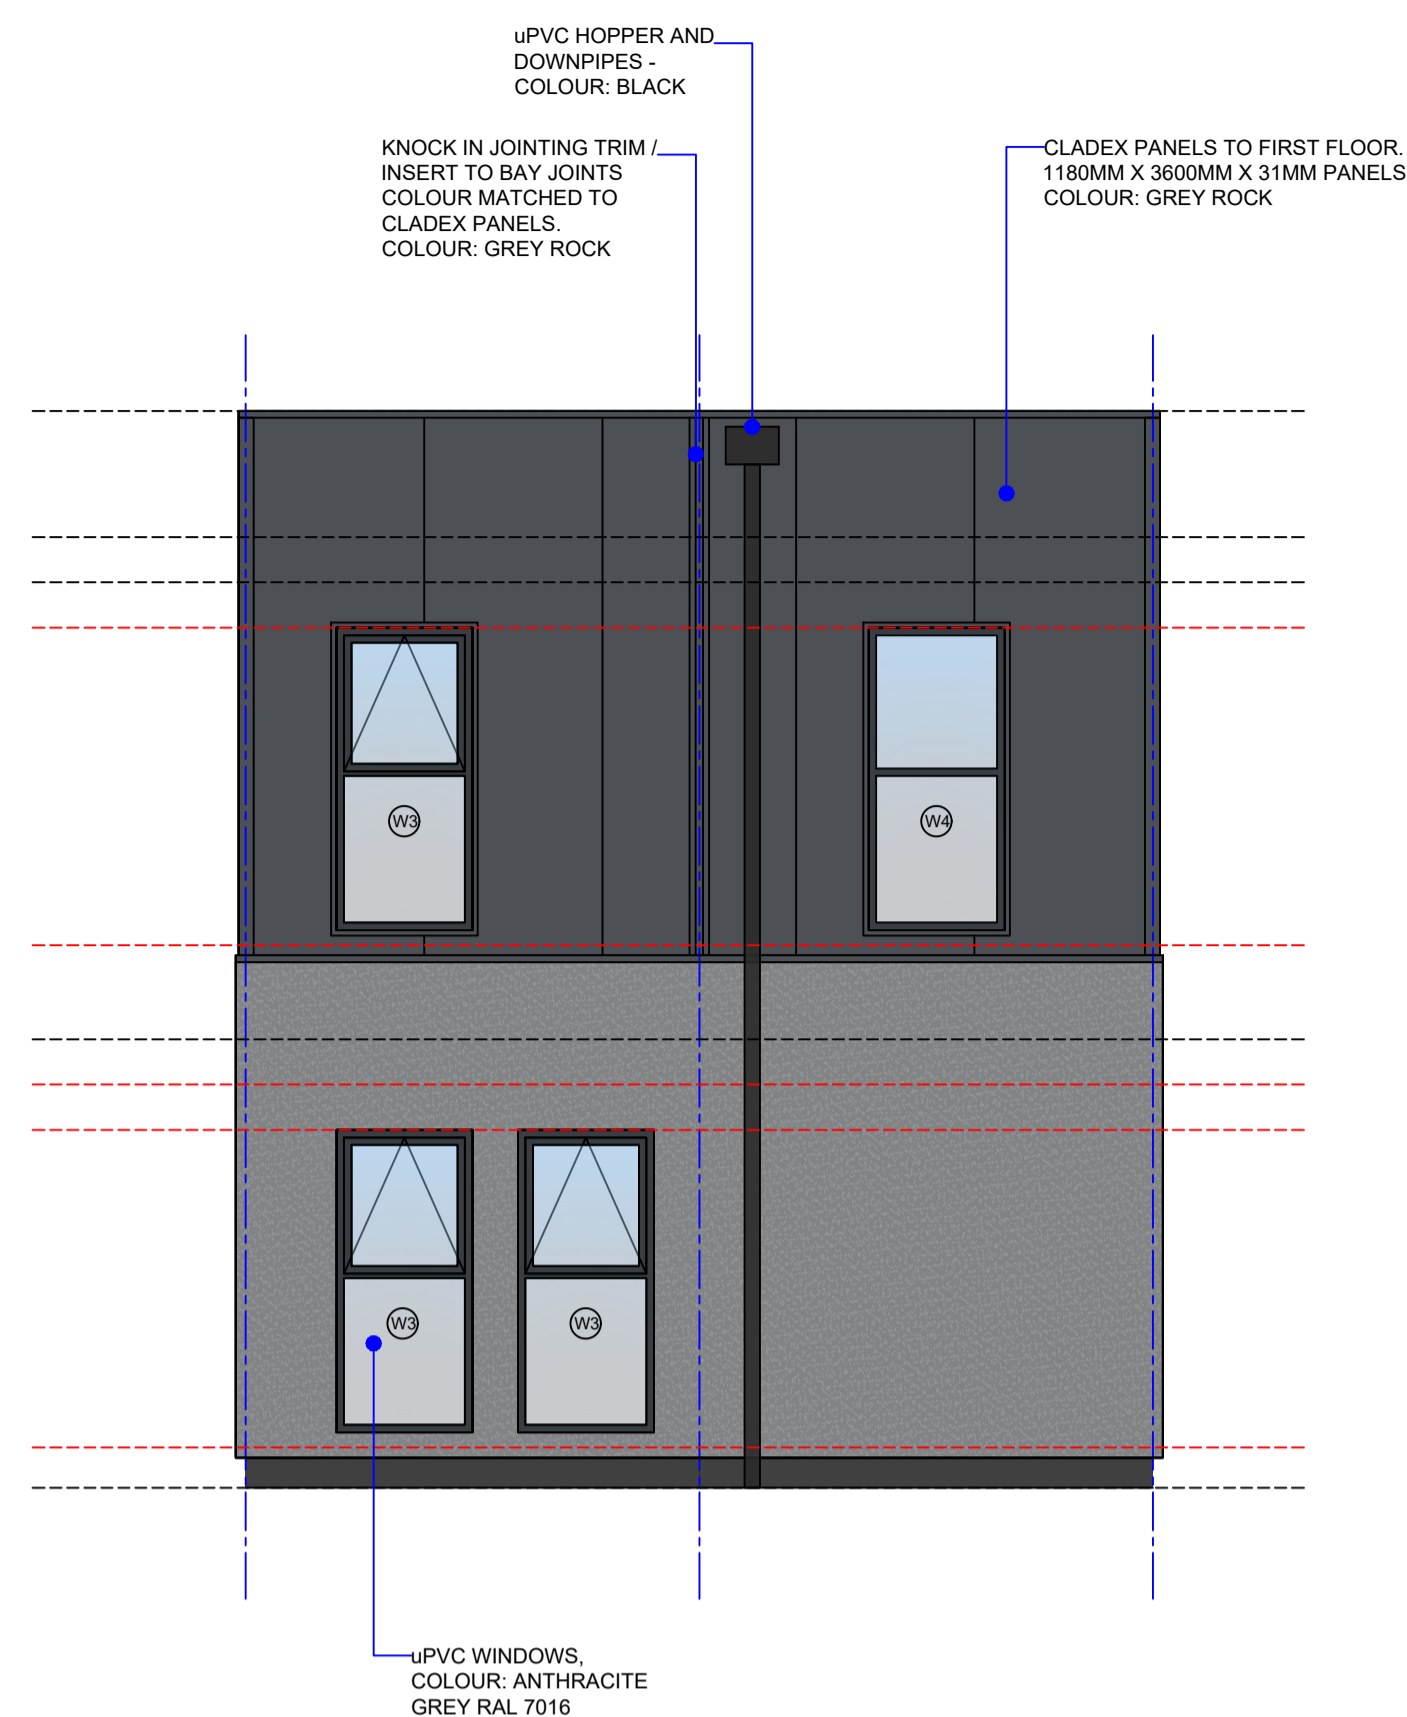 uPVC HOPPER AND
DOWNPIPES -
COLOUR: BLACK
KNOCK IN JOINTING TRIM /
INSERT TO BAY JOINTS
COLOUR MATCHED TO
CLADEX PANELS.
COLOUR: GREY ROCK
CLADEX PANELS TO FIRST FLOOR.
1180MM X 3600MM X 31MM PANELS
COLOUR: GREY ROCK
W3
W4
W3
W3
uPVC WINDOWS,
COLOUR: ANTHRACITE
GREY RAL 7016